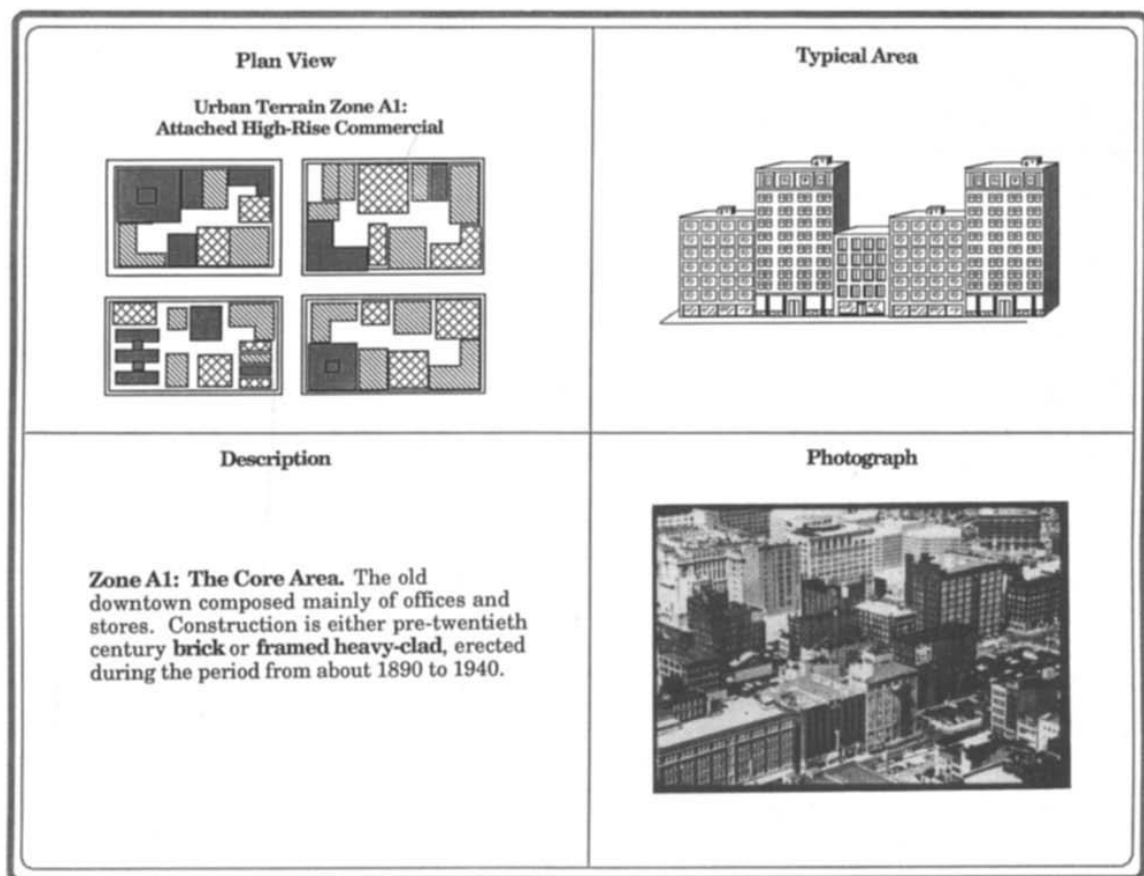 Plan View
Urban Terrain Zone A1:
Attached High-Rise Commercial
Typical Area
Description
Zone A1: The Core Area. The old
downtown composed mainly of offices and
stores. Construction is either pre-twentieth
century brick or framed heavy-clad, erected
during the period from about 1890 to 1940.
Photograph